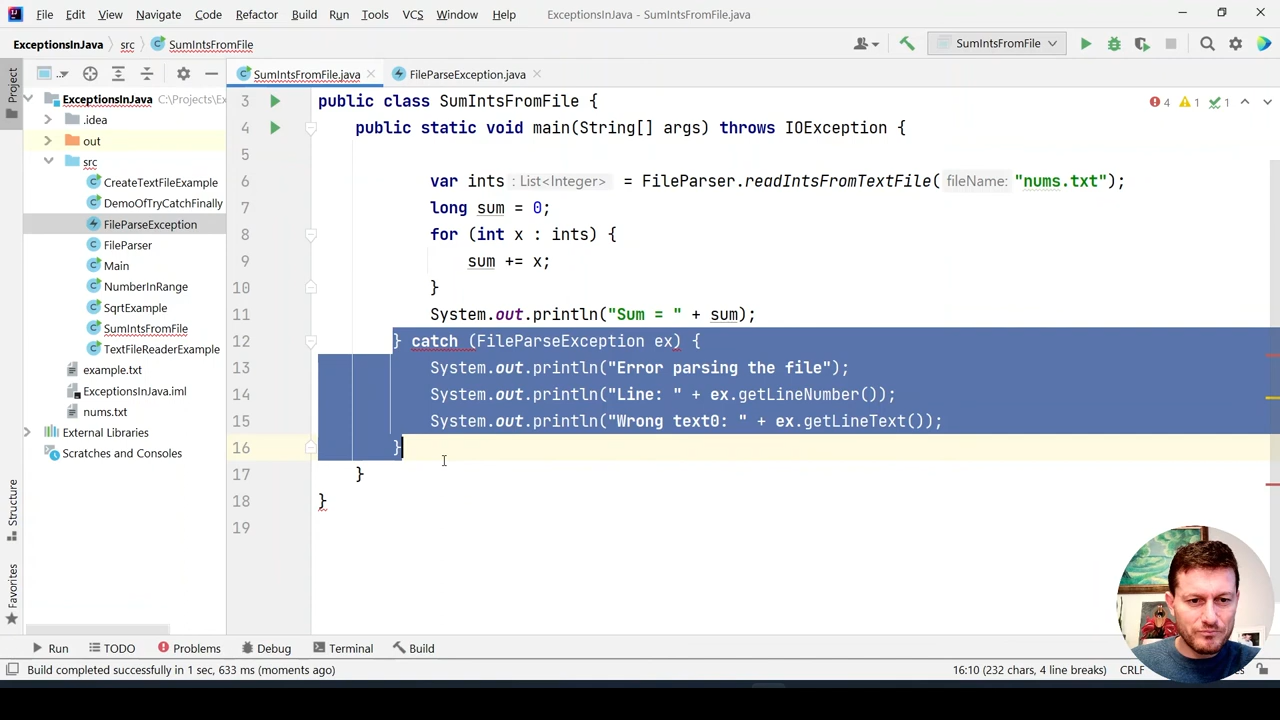 File Edit View Navigate Code Refactor Build Run Tools VCS Window Help ExceptionsInJava - SumIntsFromFile.java
ExceptionsInJava src SumIntsFromFile SumIntsFromFile
Project ... SumIntsFromFile.java FileParseException.java
ExceptionsInJava C:\Projects\Ex
.idea
out
src
CreateTextFileExample
DemoOfTryCatchFinally
FileParseException
FileParser
Main
NumberInRange
SqrtExample
SumIntsFromFile
TextFileReaderExample
example.txt
ExceptionsInJava.iml
nums.txt
External Libraries
Scratches and Consoles
Structure
Favorites
4 1 1
3 public class SumIntsFromFile {
4 public static void main(String[] args) throws IOException {
5
6 var ints : List<Integer> = FileParser.readIntsFromTextFile( fileName: "nums.txt");
7 long sum = 0;
8 for (int x : ints) {
9 sum += x;
10 }
11 System.out.println("Sum = " + sum);
12 } catch (FileParseException ex) {
13 System.out.println("Error parsing the file");
14 System.out.println("Line: " + ex.getLineNumber());
15 System.out.println("Wrong text0: " + ex.getLineText());
16 }
17 }
18 }
19
Run TODO Problems Debug Terminal Build
Build completed successfully in 1 sec, 633 ms (moments ago) 16:10 (232 chars, 4 line breaks) CRLF